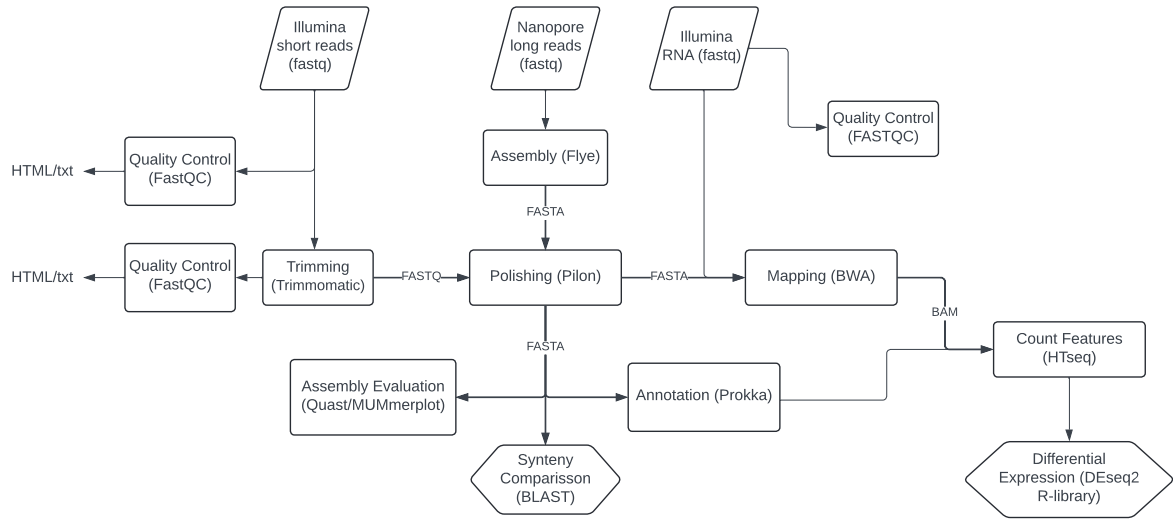 Illumina
short reads
(fastq)
Nanopore
long reads
(fastq)
Illumina
RNA (fastq)
Quality Control
(FASTQC)
Assembly (Flye)
HTML/txt
Quality Control
(FastQC)
FASTA
HTML/txt
Quality Control
(FastQC)
Trimming
(Trimmomatic)
FASTQ
Polishing (Pilon)
FASTA
Mapping (BWA)
BAM
Count Features
(HTseq)
FASTA
Assembly Evaluation
(Quast/MUMmerplot)
Annotation (Prokka)
Synteny
Comparisson
(BLAST)
Differential
Expression (DEseq2
R-library)